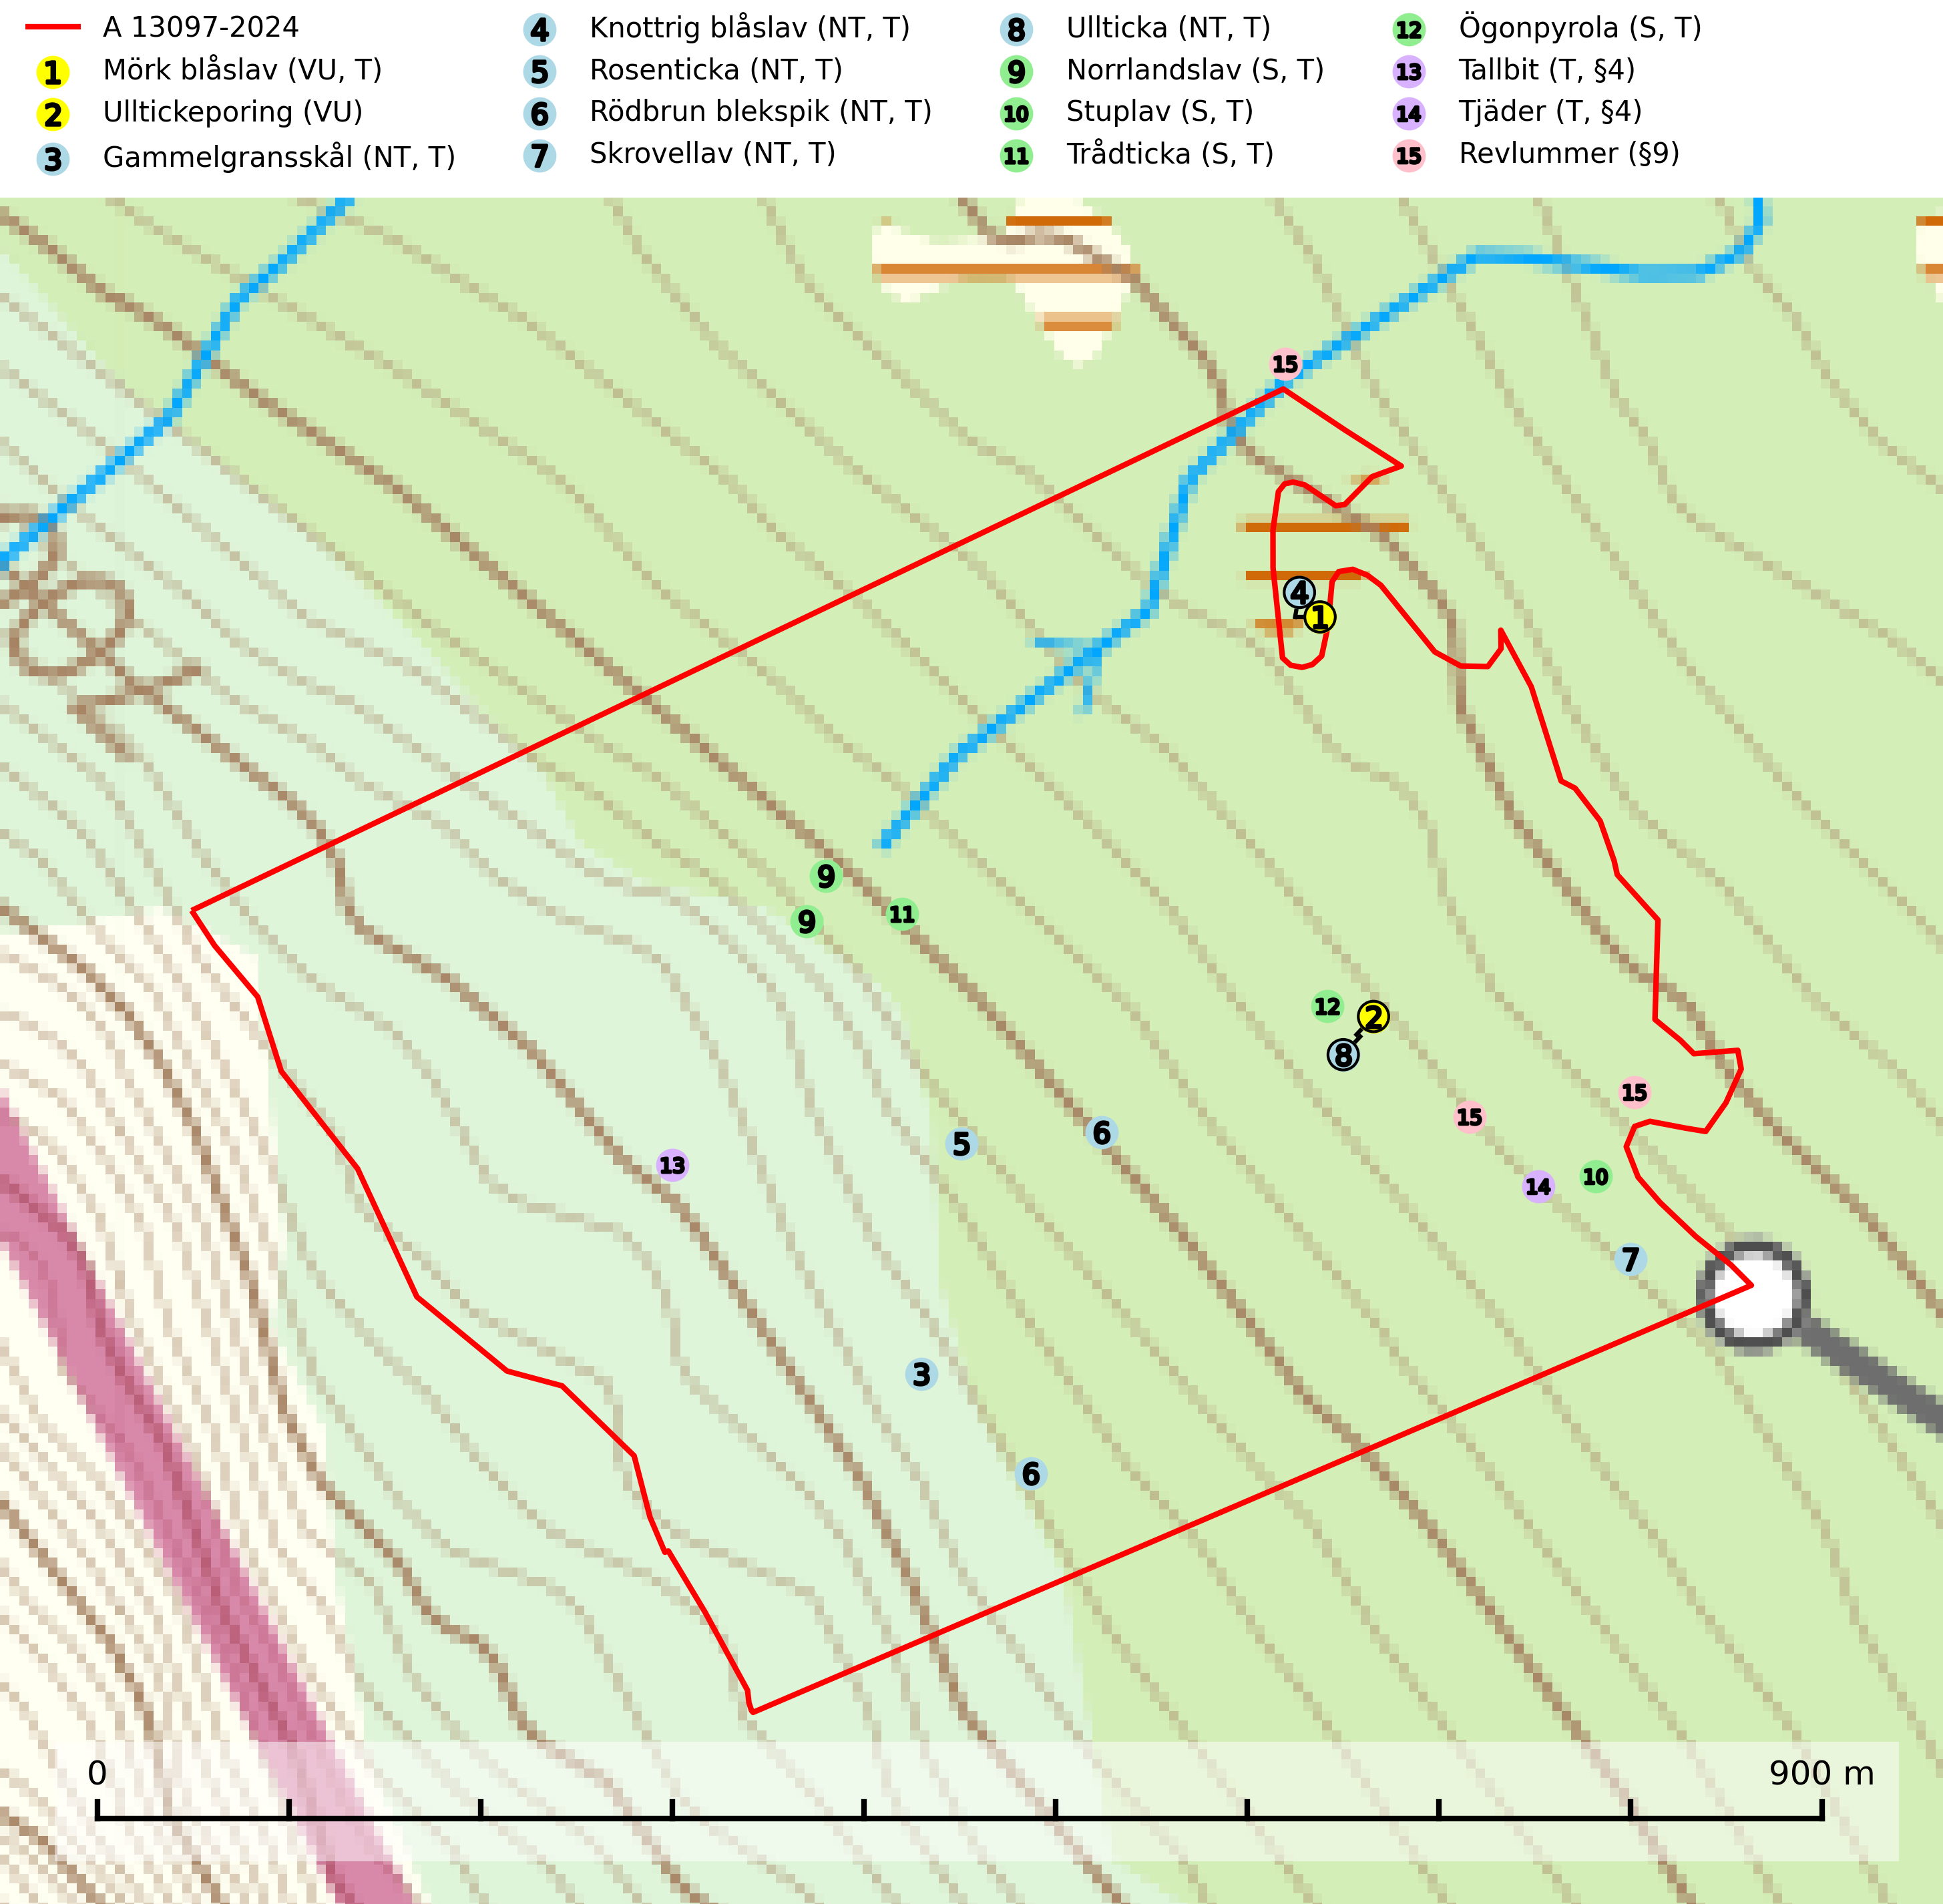 A 13097-2024
1 Mörk blåslav (VU, T)
2 Ullticke­poring (VU)
3 Gammelgransskål (NT, T)
4 Knottrig blåslav (NT, T)
5 Rosenticka (NT, T)
6 Rödbrun blekspik (NT, T)
7 Skrovellav (NT, T)
8 Ullticka (NT, T)
9 Norrlandslav (S, T)
10 Stuplav (S, T)
11 Trådticka (S, T)
12 Ögonpyrola (S, T)
13 Tallbit (T, §4)
14 Tjäder (T, §4)
15 Revlummer (§9)
15
4
1
9
9
11
12
2
8
15
15
6
5
13
10
14
7
3
6
0
900 m